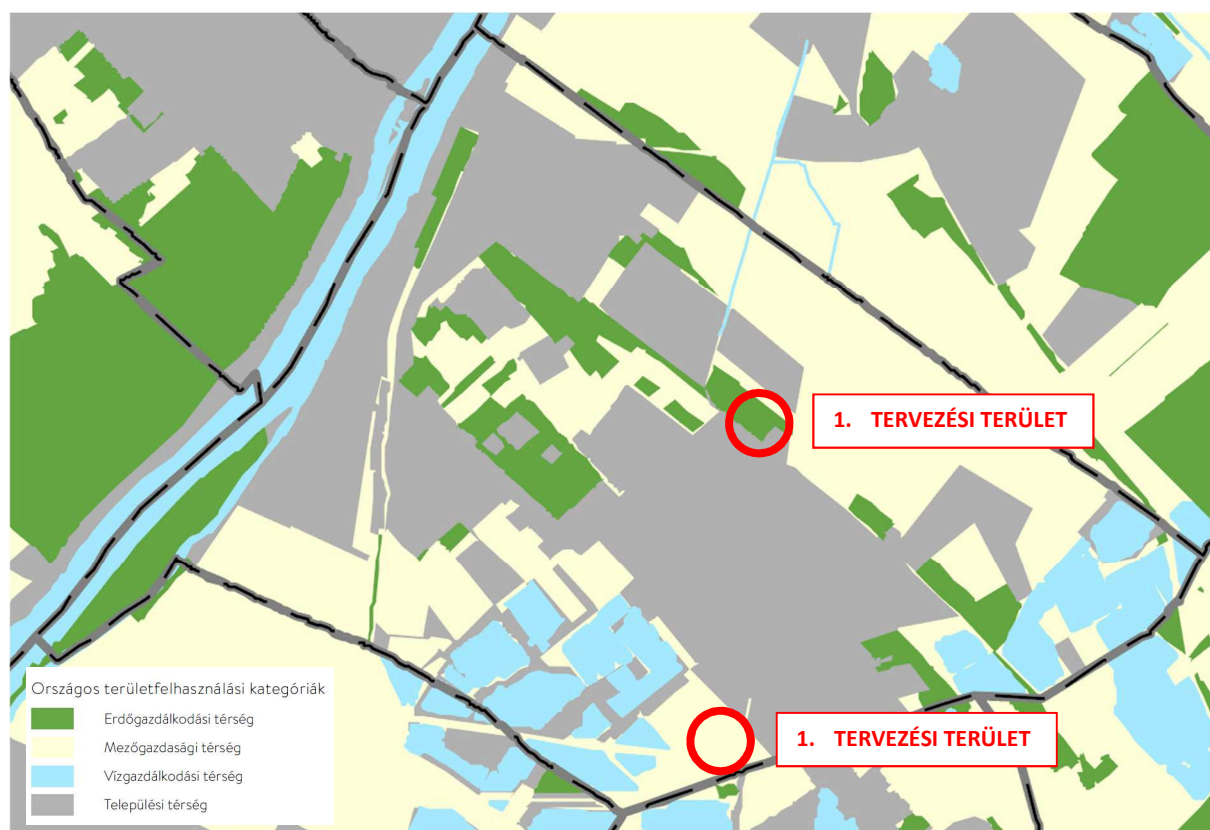 1. TERVEZÉSI TERÜLET
Országos területfelhasználási kategóriák
Erdőgazdálkodási térség
Mezőgazdasági térség
Vízgazdálkodási térség
Települési térség
1. TERVEZÉSI TERÜLET